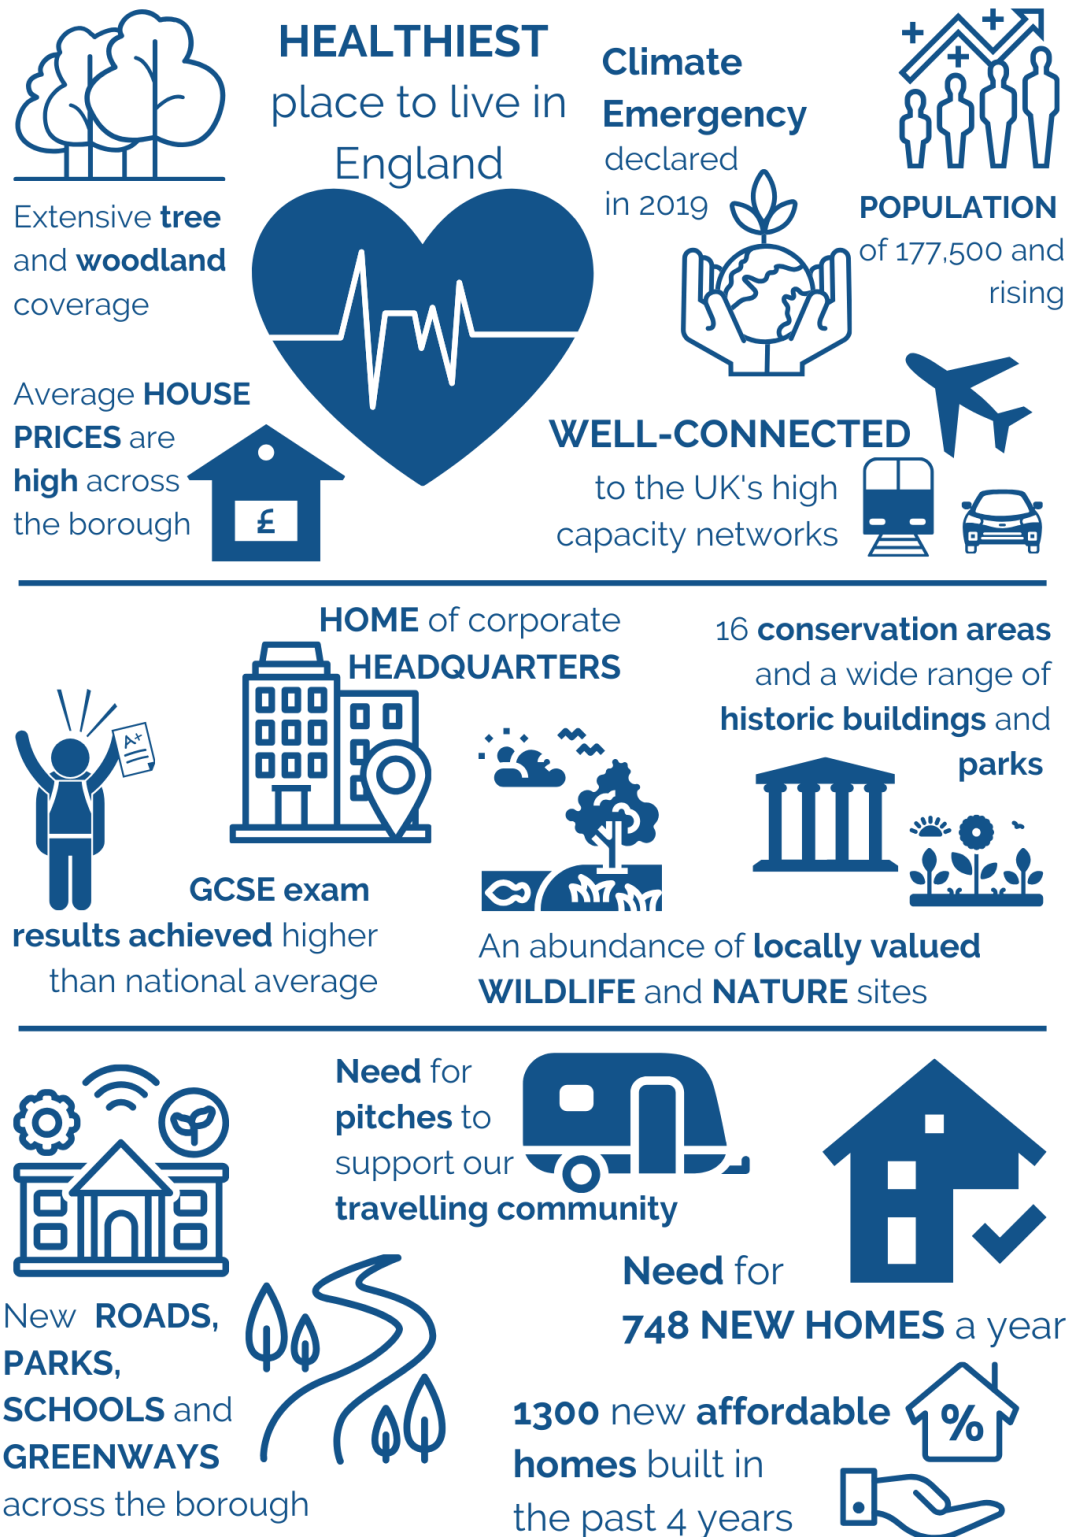 HEALTHIEST
place to live in
England
Climate
Emergency
declared
in 2019
POPULATION
of 177,500 and
rising
Extensive tree
and woodland
coverage
Average HOUSE
PRICES are
high across
the borough
£
WELL-CONNECTED
to the UK's high
capacity networks
HOME of corporate
HEADQUARTERS
16 conservation areas
and a wide range of
historic buildings and
parks
A+
GCSE exam
results achieved higher
than national average
An abundance of locally valued
WILDLIFE and NATURE sites
Need for
pitches to
support our
travelling community
Need for
748 NEW HOMES a year
New ROADS,
PARKS,
SCHOOLS and
GREENWAYS
across the borough
1300 new affordable
homes built in
the past 4 years
%